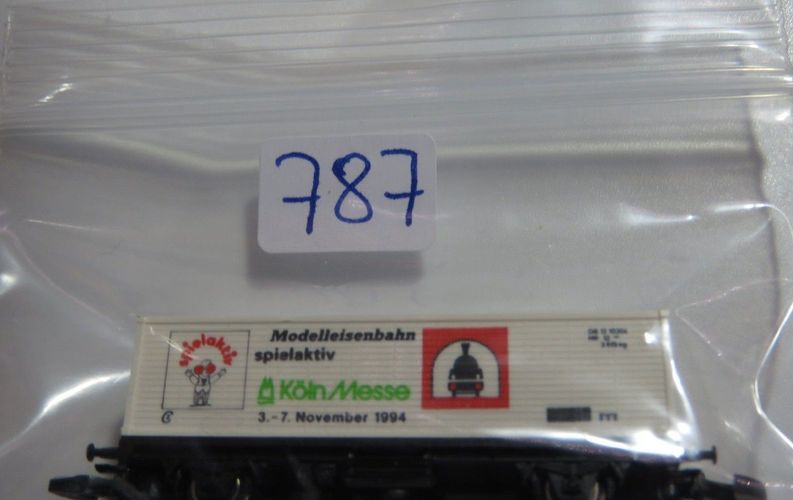 787
spielaktiv
Modelleisenbahn
spielaktiv
KölnMesse
3.-7. November 1994